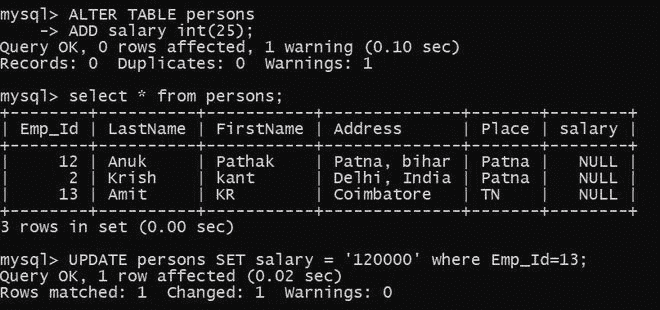 mysql> ALTER TABLE persons
    -> ADD salary int(25);
Query OK, 0 rows affected, 1 warning (0.10 sec)
Records: 0  Duplicates: 0  Warnings: 1
mysql> select * from persons;
| Emp_Id | LastName | FirstName | Address      | Place | salary |
|     12 | Anuk     | Pathak    | Patna, bihar | Patna |   NULL |
|      2 | Krish    | kant      | Delhi, India | Patna |   NULL |
|     13 | Amit     | KR        | Coimbatore   | TN    |   NULL |
3 rows in set (0.00 sec)
mysql> UPDATE persons SET salary = '120000' where Emp_Id=13;
Query OK, 1 row affected (0.02 sec)
Rows matched: 1  Changed: 1  Warnings: 0